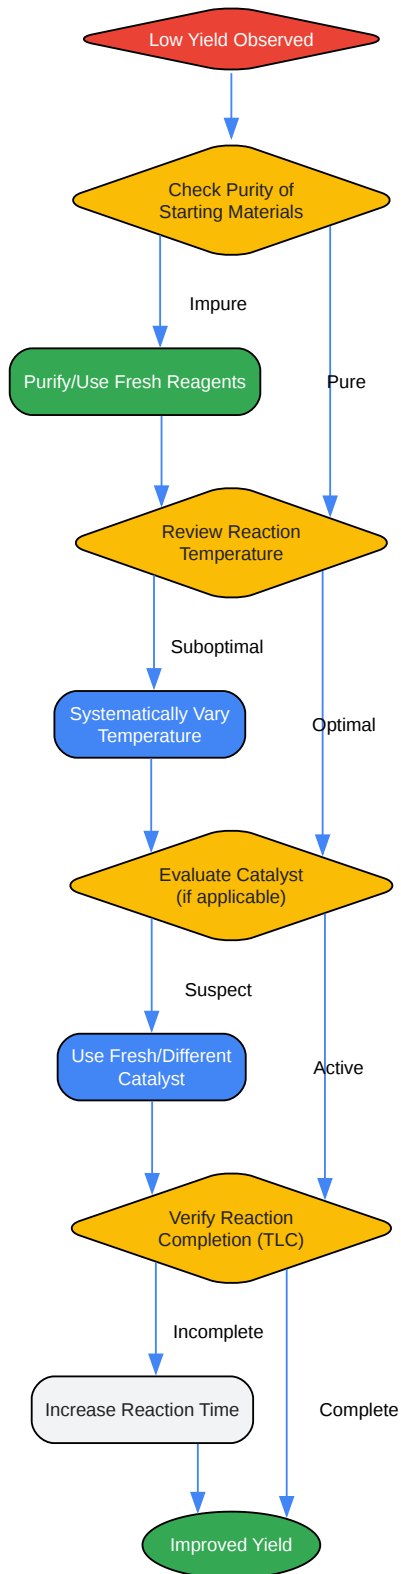 Low Yield Observed
Check Purity of
Starting Materials
Impure
Purify/Use Fresh Reagents
Pure
Review Reaction
Temperature
Suboptimal
Systematically Vary
Temperature
Optimal
Evaluate Catalyst
(if applicable)
Suspect
Use Fresh/Different
Catalyst
Active
Verify Reaction
Completion (TLC)
Incomplete
Increase Reaction Time
Complete
Improved Yield